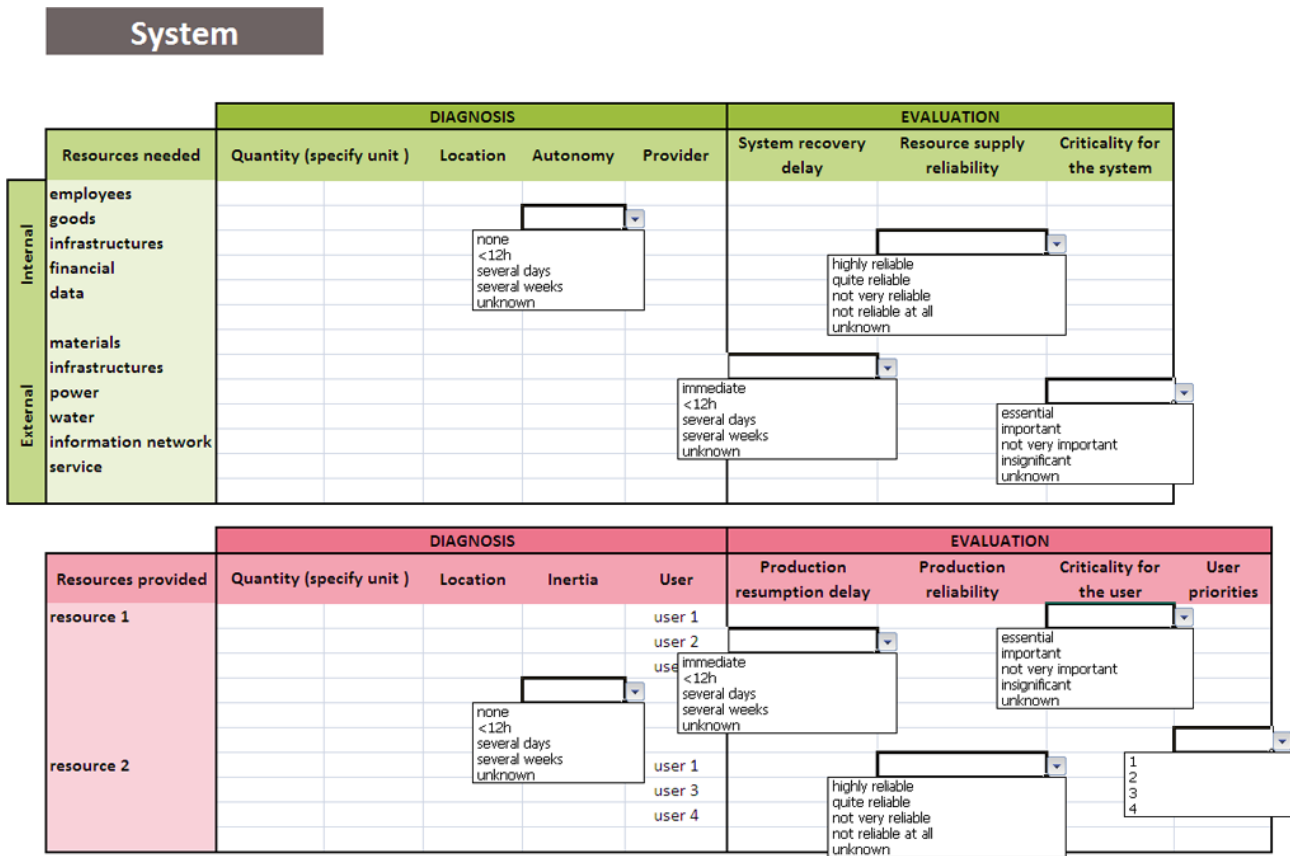 System
DIAGNOSIS EVALUATION
Resources needed Quantity (specify unit ) Location Autonomy Provider System recovery delay Resource supply reliability Criticality for the system
Internal
employees
goods
infrastructures
financial
data
External
materials
infrastructures
power
water
information network
service
none
<12h
several days
several weeks
unknown
highly reliable
quite reliable
not very reliable
not reliable at all
unknown
immediate
<12h
several days
several weeks
unknown
essential
important
not very important
insignificant
unknown
DIAGNOSIS EVALUATION
Resources provided Quantity (specify unit ) Location Inertia User Production resumption delay Production reliability Criticality for the user User priorities
resource 1
user 1
user 2
immediate
<12h
several days
several weeks
unknown
essential
important
not very important
insignificant
unknown
none
<12h
several days
several weeks
unknown
resource 2
user 1
user 3
user 4
highly reliable
quite reliable
not very reliable
not reliable at all
unknown
1
2
3
4